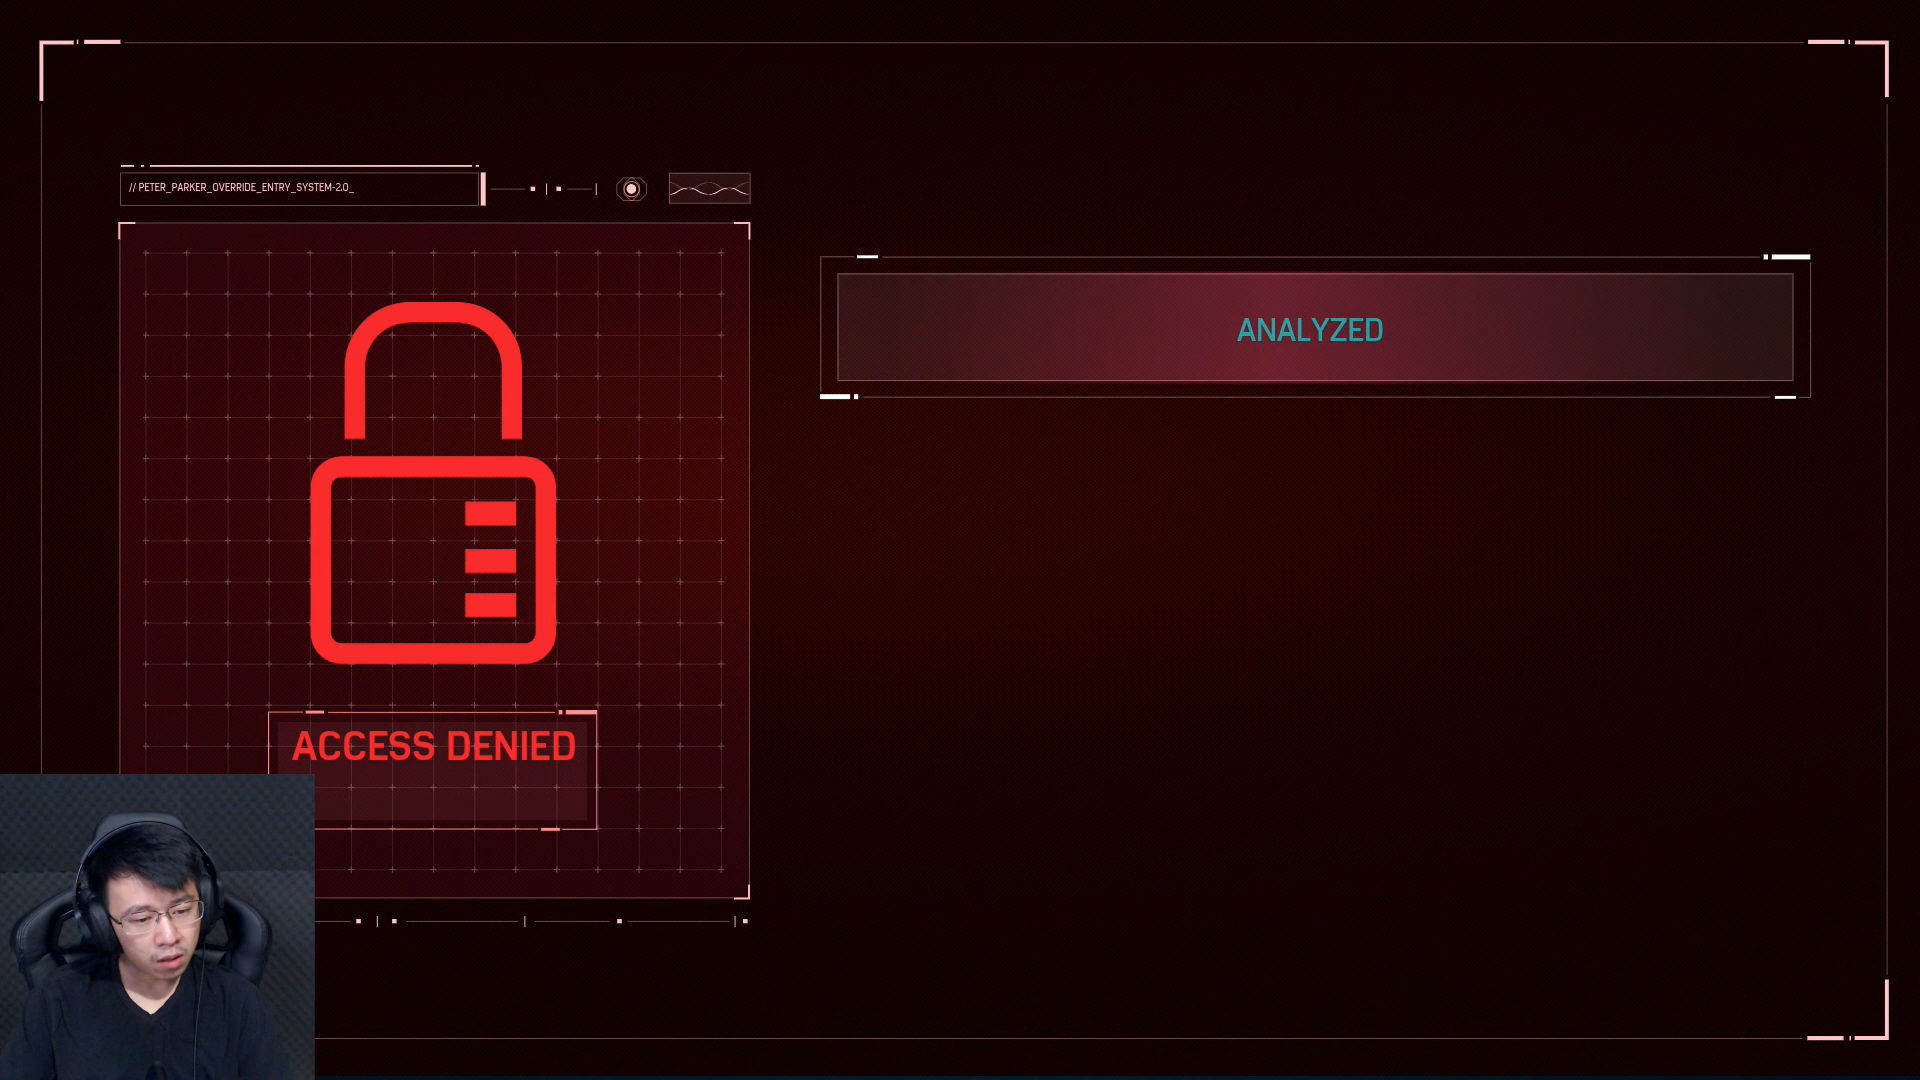 // PETER_PARKER_OVERRIDE_ENTRY_SYSTEM-2.0_
ANALYZED
ACCESS DENIED